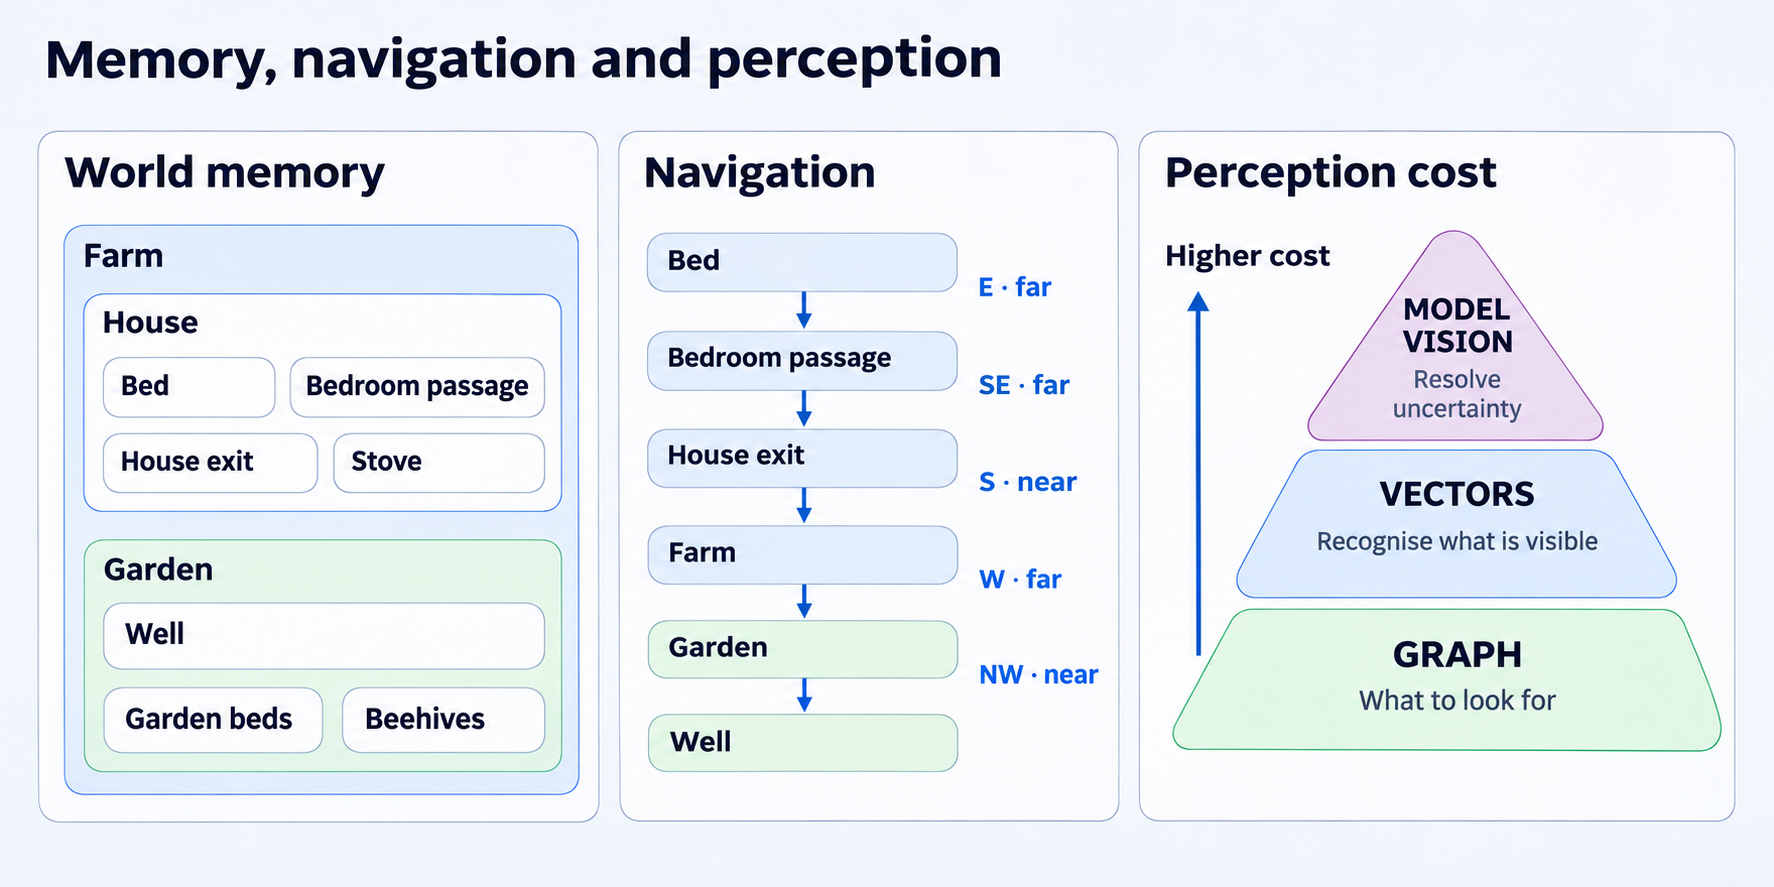 Memory, navigation and perception
World memory
Farm
House
Bed
Bedroom passage
House exit
Stove
Garden
Well
Garden beds
Beehives
Navigation
Bed
E · far
Bedroom passage
SE · far
House exit
S · near
Farm
W · far
Garden
NW · near
Well
Perception cost
Higher cost
MODEL
VISION
Resolve
uncertainty
VECTORS
Recognise what is visible
GRAPH
What to look for